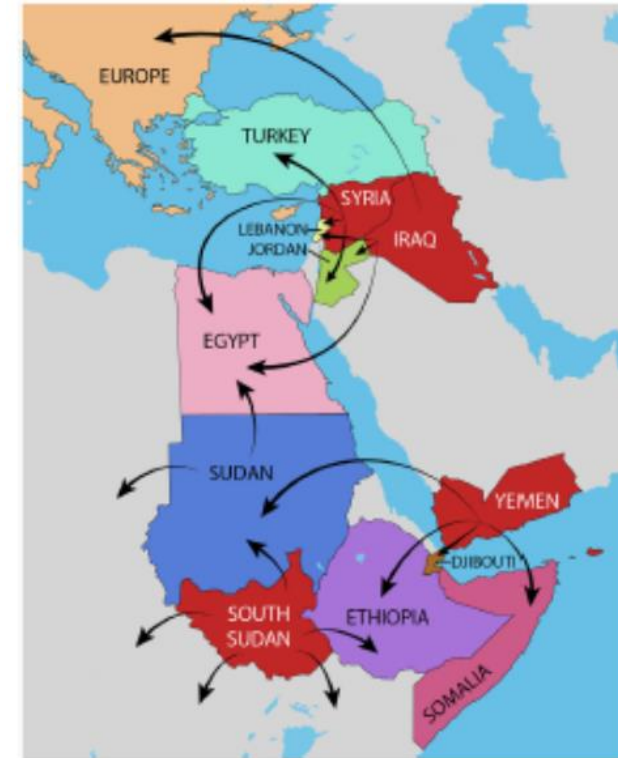 EUROPE
TURKEY
SYRIA
LEBANON
JORDAN
IRAQ
EGYPT
SUDAN
YEMEN
DJIBOUTI
SOUTH
SUDAN
ETHIOPIA
SOMALIA